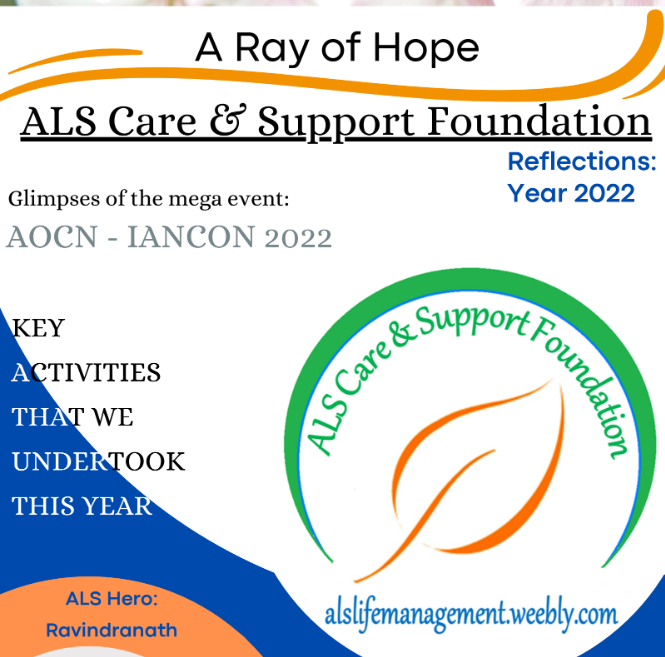 A Ray of Hope
ALS Care & Support Foundation
Reflections:
Year 2022
Glimpses of the mega event:
AOCN - IANCON 2022
KEY
ACTIVITIES
THAT WE
UNDERTOOK
THIS YEAR
ALS Care & Support Foundation
alslifemanagement.weebly.com
ALS Hero:
Ravindranath